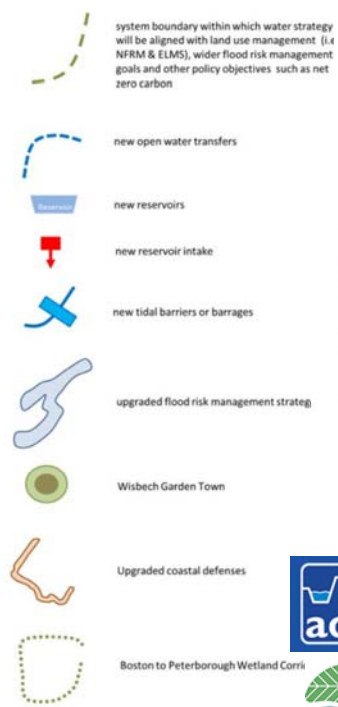 system boundary within which water strategy
will be aligned with land use management (i.e
NFRM & ELMS), wider flood risk management
goals and other policy objectives such as net
zero carbon
new open water transfers
Reservoir
new reservoirs
new reservoir intake
new tidal barriers or barrages
upgraded flood risk management
Wisbech Garden Town
Upgraded coastal defenses
Boston to Peterborough Wetland